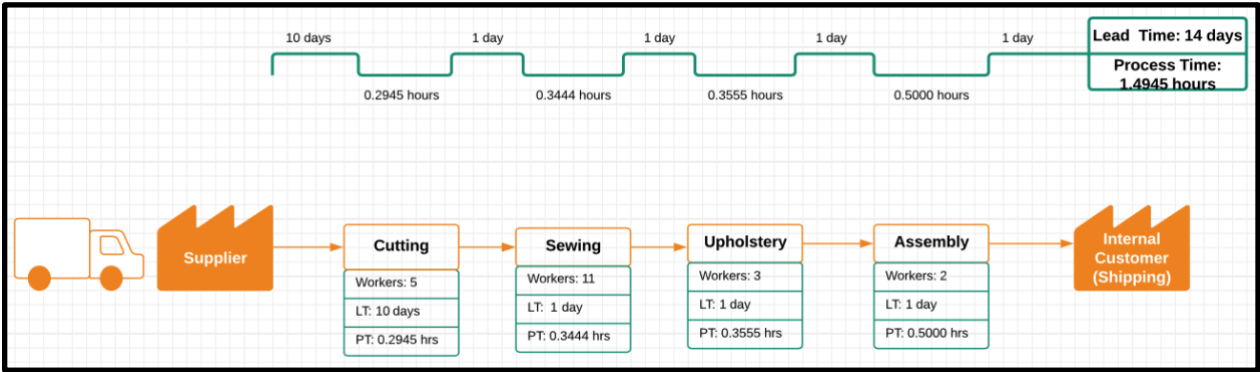 10 days
1 day
1 day
1 day
1 day
Lead Time: 14 days
Process Time:
1.4945 hours
0.2945 hours
0.3444 hours
0.3555 hours
0.5000 hours
Supplier
Cutting
Workers: 5
LT: 10 days
PT: 0.2945 hrs
Sewing
Workers: 11
LT: 1 day
PT: 0.3444 hrs
Upholstery
Workers: 3
LT: 1 day
PT: 0.3555 hrs
Assembly
Workers: 2
LT: 1 day
PT: 0.5000 hrs
Internal
Customer
(Shipping)